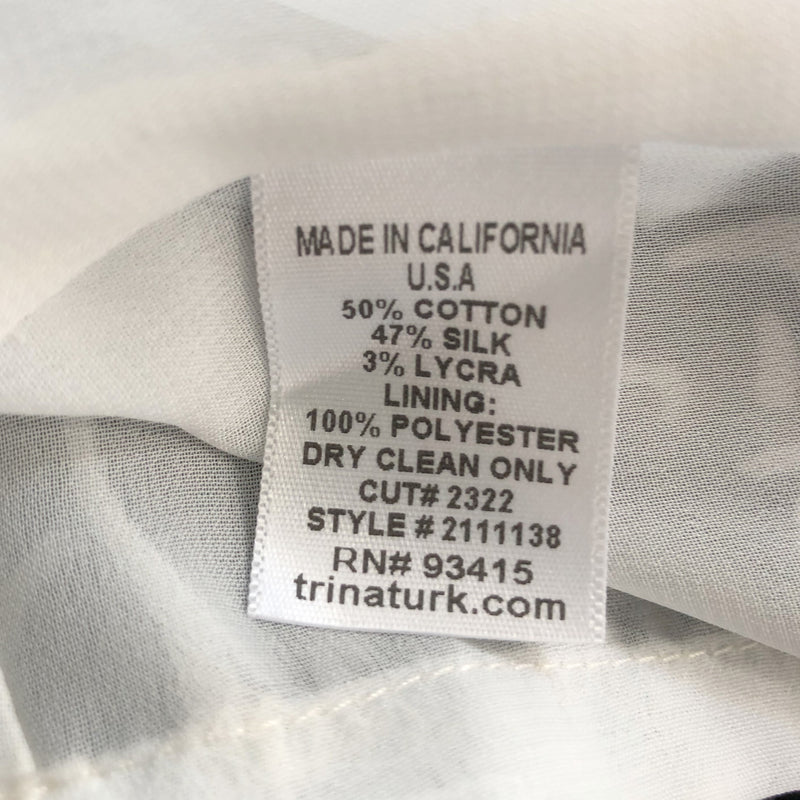 MADE IN CALIFORNIA
U.S.A
50% COTTON
47% SILK
3% LYCRA
LINING:
100% POLYESTER
DRY CLEAN ONLY
CUT# 2322
STYLE # 2111138
RN# 93415
trinaturk.com